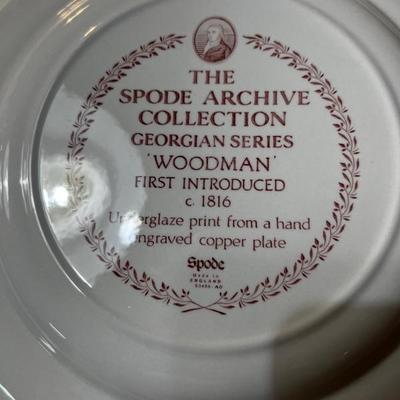 THE
SPODE ARCHIVE
COLLECTION
GEORGIAN SERIES
'WOODMAN'
FIRST INTRODUCED
c. 1816
Underglaze print from a hand
engraved copper plate
Spode
Made in
ENGLAND